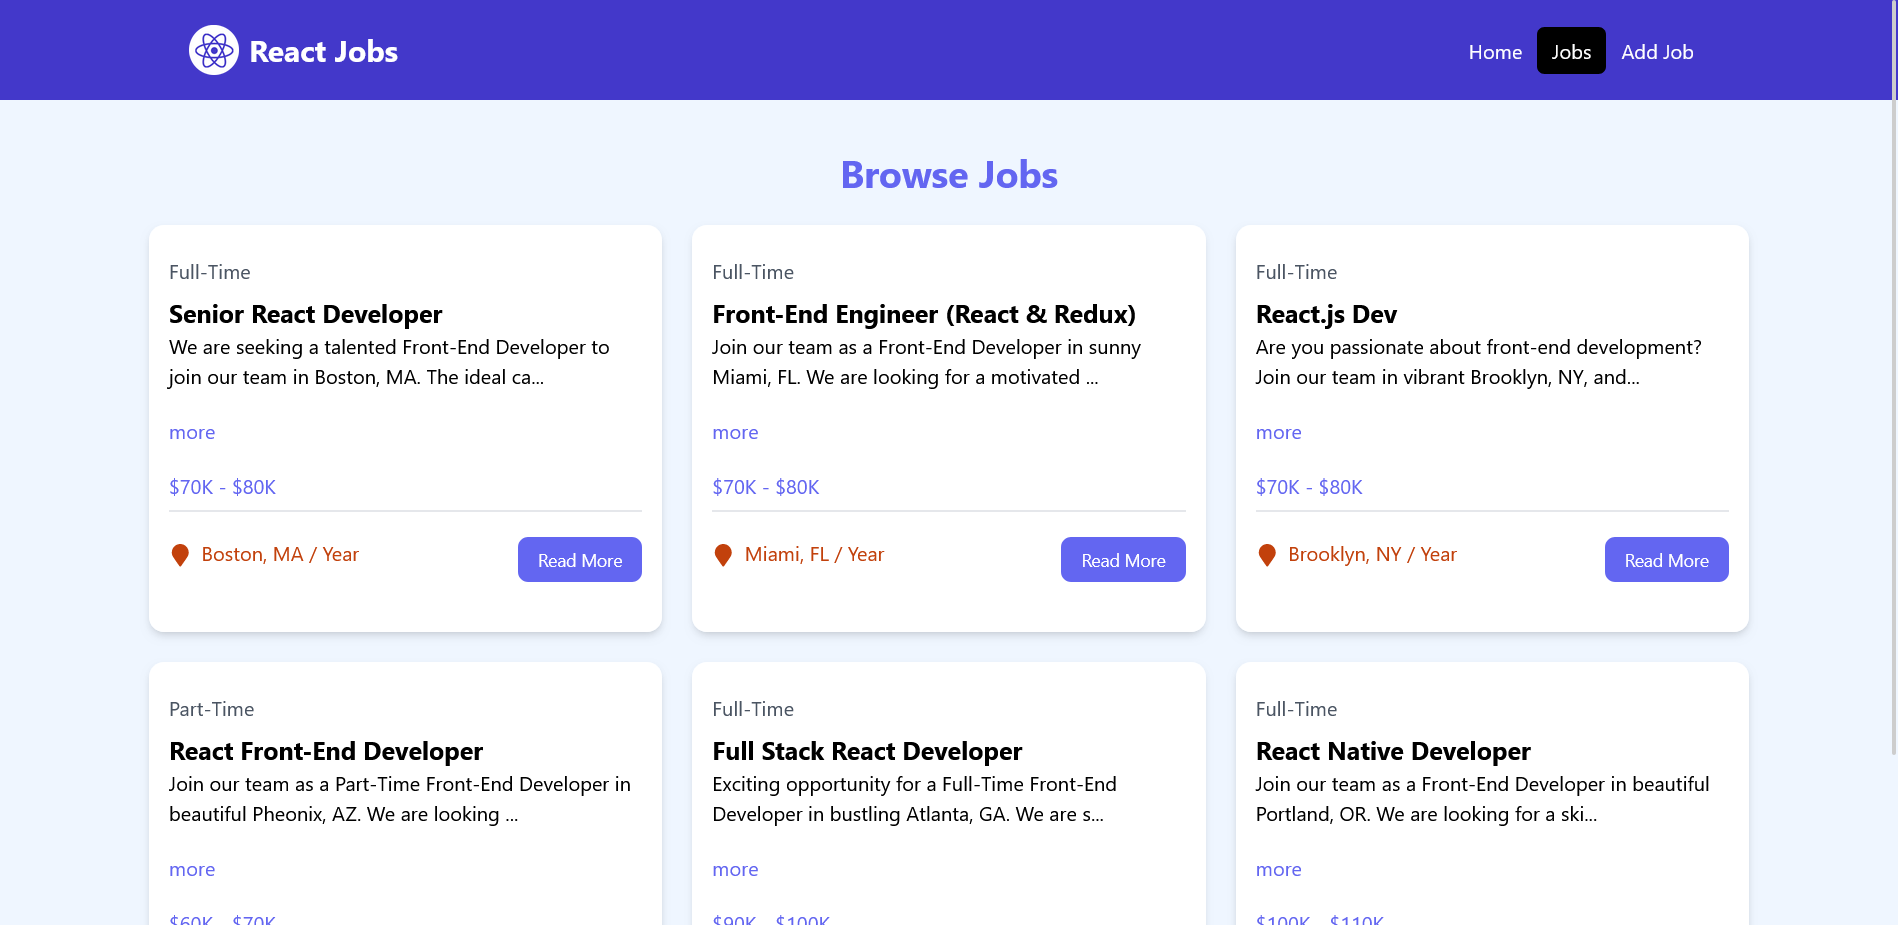 React Jobs
Home
Jobs
Add Job
Browse Jobs
Full-Time
Senior React Developer
We are seeking a talented Front-End Developer to
join our team in Boston, MA. The ideal ca...
more
$70K - $80K
Boston, MA / Year
Read More
Full-Time
Front-End Engineer (React & Redux)
Join our team as a Front-End Developer in sunny
Miami, FL. We are looking for a motivated ...
more
$70K - $80K
Miami, FL / Year
Read More
Full-Time
React.js Dev
Are you passionate about front-end development?
Join our team in vibrant Brooklyn, NY, and...
more
$70K - $80K
Brooklyn, NY / Year
Read More
Part-Time
React Front-End Developer
Join our team as a Part-Time Front-End Developer in
beautiful Pheonix, AZ. We are looking ...
more
$60K - $70K
Full-Time
Full Stack React Developer
Exciting opportunity for a Full-Time Front-End
Developer in bustling Atlanta, GA. We are s...
more
$90K - $100K
Full-Time
React Native Developer
Join our team as a Front-End Developer in beautiful
Portland, OR. We are looking for a ski...
more
$100K - $110K